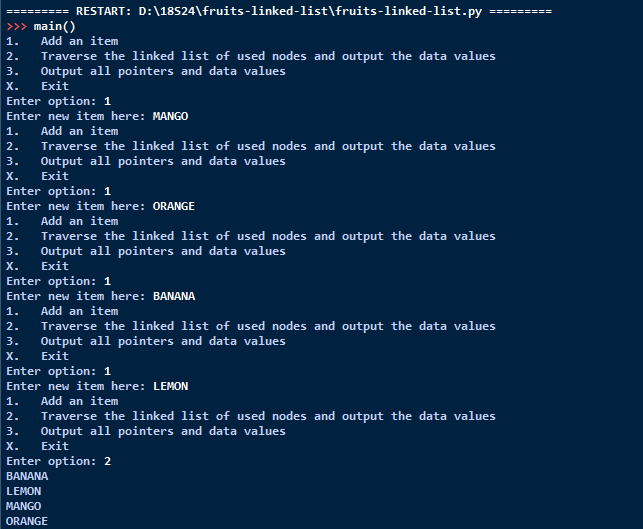 ========= RESTART: D:\18S24\fruits-linked-list\fruits-linked-list.py =========
>>> main()
1.   Add an item
2.   Traverse the linked list of used nodes and output the data values
3.   Output all pointers and data values
X.   Exit
Enter option: 1
Enter new item here: MANGO
1.   Add an item
2.   Traverse the linked list of used nodes and output the data values
3.   Output all pointers and data values
X.   Exit
Enter option: 1
Enter new item here: ORANGE
1.   Add an item
2.   Traverse the linked list of used nodes and output the data values
3.   Output all pointers and data values
X.   Exit
Enter option: 1
Enter new item here: BANANA
1.   Add an item
2.   Traverse the linked list of used nodes and output the data values
3.   Output all pointers and data values
X.   Exit
Enter option: 1
Enter new item here: LEMON
1.   Add an item
2.   Traverse the linked list of used nodes and output the data values
3.   Output all pointers and data values
X.   Exit
Enter option: 2
BANANA
LEMON
MANGO
ORANGE